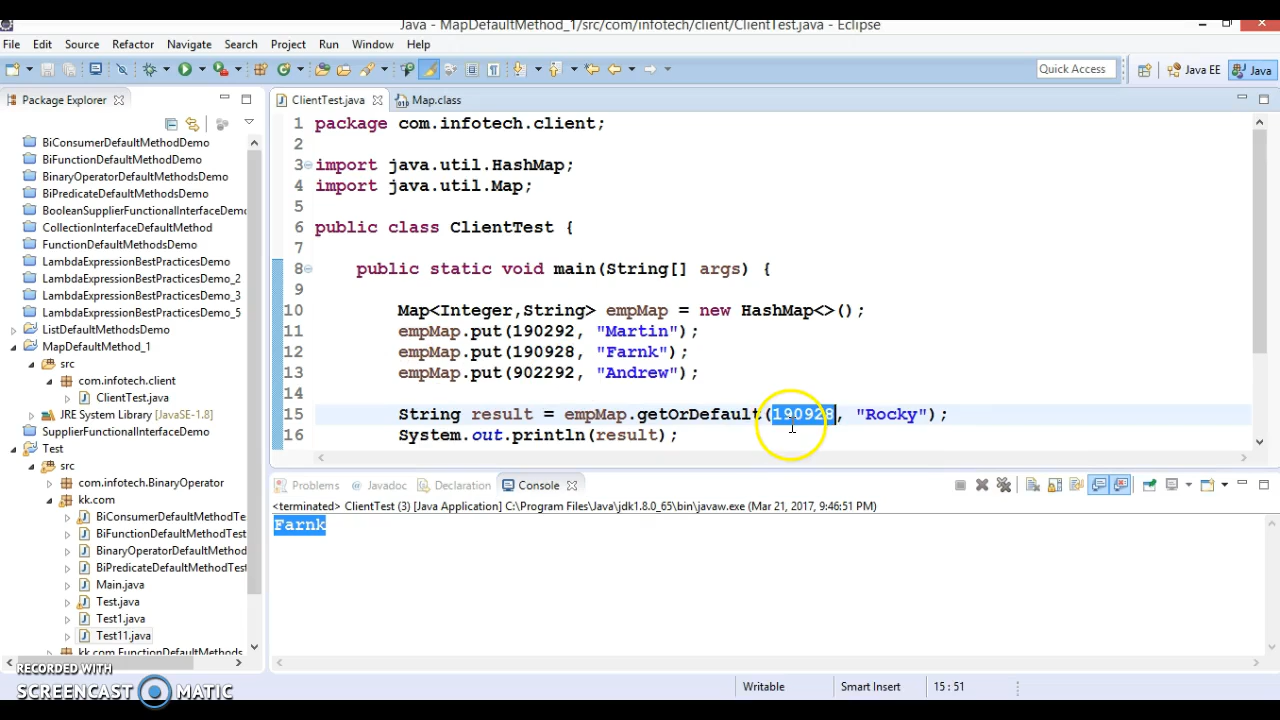 Java - MapDefaultMethod_1/src/com/infotech/client/ClientTest.java - Eclipse
File Edit Source Refactor Navigate Search Project Run Window Help
Quick Access Java EE Java
Package Explorer
BiConsumerDefaultMethodDemo
BiFunctionDefaultMethodDemo
BinaryOperatorDefaultMethodsDemo
BiPredicateDefaultMethodsDemo
BooleanSupplierFunctionalInterfaceDemo
CollectionInterfaceDefaultMethod
FunctionDefaultMethodsDemo
LambdaExpressionBestPracticesDemo
LambdaExpressionBestPracticesDemo_2
LambdaExpressionBestPracticesDemo_3
LambdaExpressionBestPracticesDemo_5
ListDefaultMethodsDemo
MapDefaultMethod_1
src
com.infotech.client
ClientTest.java
JRE System Library [JavaSE-1.8]
SupplierFunctionalInterfaceDemo
Test
src
com.infotech.BinaryOperator
kk.com
BiConsumerDefaultMethodTe
BiFunctionDefaultMethodTest
BinaryOperatorDefaultMethod
BiPredicateDefaultMethodTest
Main.java
Test.java
Test1.java
Test11.java
kk.com.FunctionDefaultMethods
ClientTest.java Map.class
1 package com.infotech.client;
2
3 import java.util.HashMap;
4 import java.util.Map;
5
6 public class ClientTest {
7
8 public static void main(String[] args) {
9
10 Map<Integer,String> empMap = new HashMap<>();
11 empMap.put(190292, "Martin");
12 empMap.put(190928, "Farnk");
13 empMap.put(902292, "Andrew");
14
15 String result = empMap.getOrDefault(190928, "Rocky");
16 System.out.println(result);
Problems Javadoc Declaration Console
<terminated> ClientTest (3) [Java Application] C:\Program Files\Java\jdk1.8.0_65\bin\javaw.exe (Mar 21, 2017, 9:46:51 PM)
Farnk
Writable Smart Insert 15 : 51
RECORDED WITH
SCREENCAST MATIC